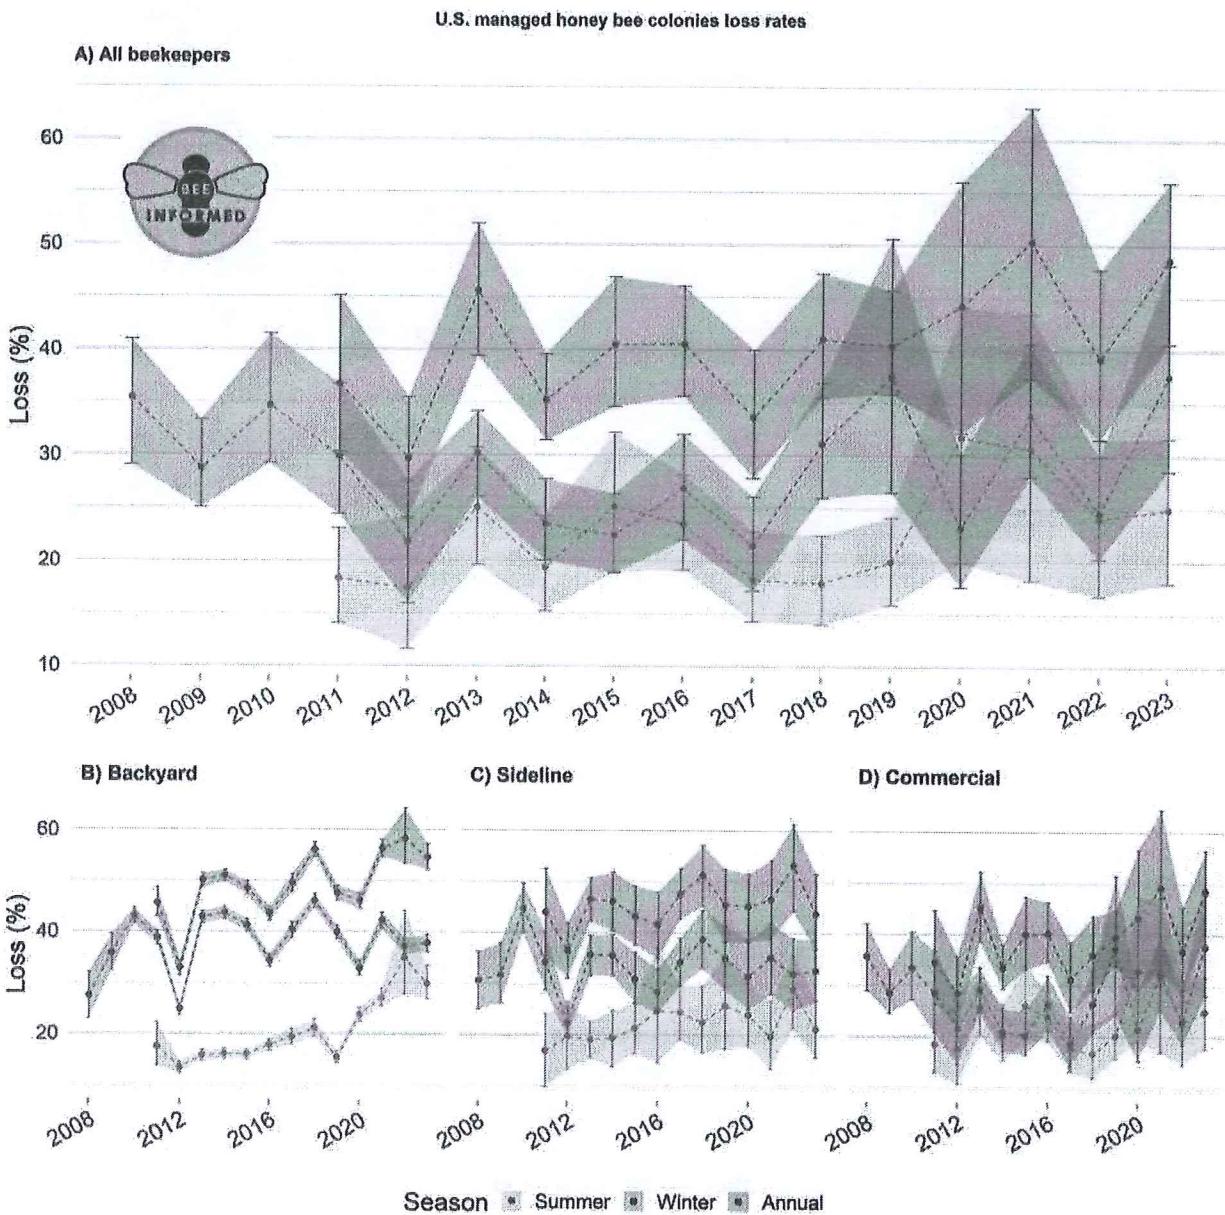 U.S. managed honey bee colonies loss rates
A) All beekeepers
BEE
INFORMED
Loss (%)
60
50
40
30
20
10
2008 2009 2010 2011 2012 2013 2014 2015 2016 2017 2018 2019 2020 2021 2022 2023
B) Backyard C) Sideline D) Commercial
Loss (%)
60
40
20
2008 2012 2016 2020 2008 2012 2016 2020 2008 2012 2016 2020
Season Summer Winter Annual